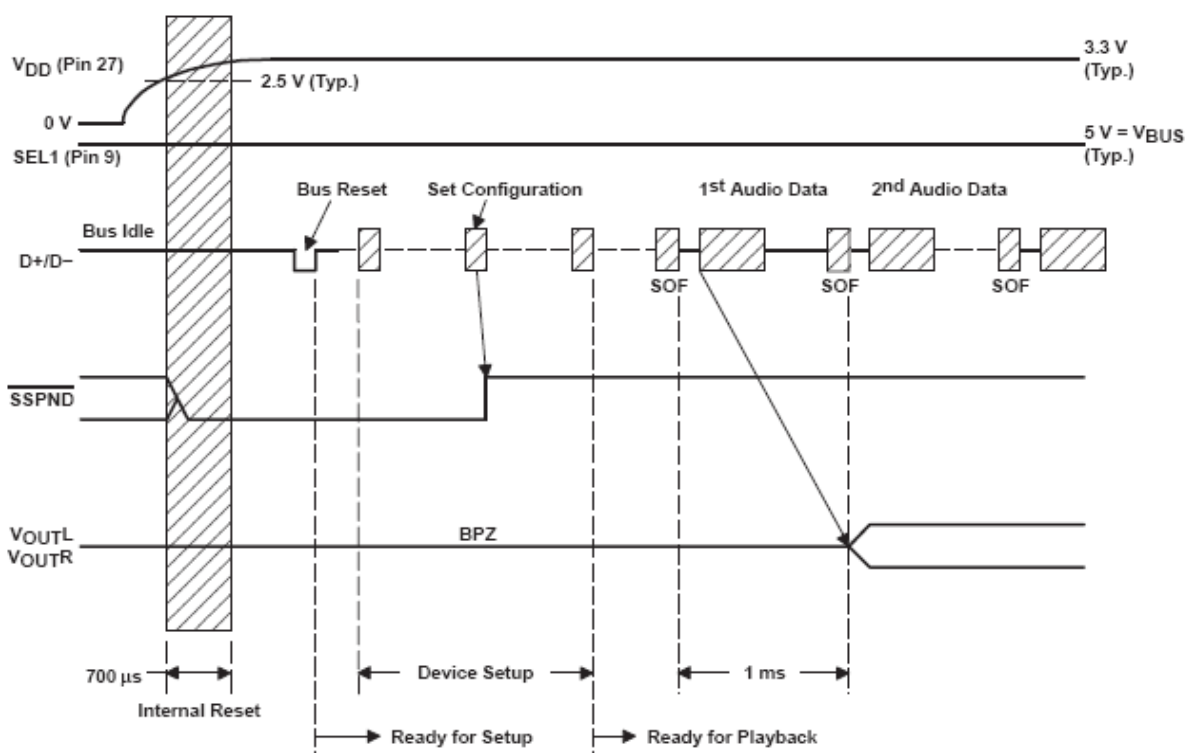 3.3 V
(Typ.)
VDD (Pin 27)
2.5 V (Typ.)
0 V
5 V = VBUS
(Typ.)
SEL1 (Pin 9)
Bus Reset
Set Configuration
1st Audio Data
2nd Audio Data
Bus Idle
D+/D−
SOF
SOF
SOF
SSPND
BPZ
VOUTL
VOUTR
700 µs
Device Setup
1 ms
Internal Reset
Ready for Setup
Ready for Playback